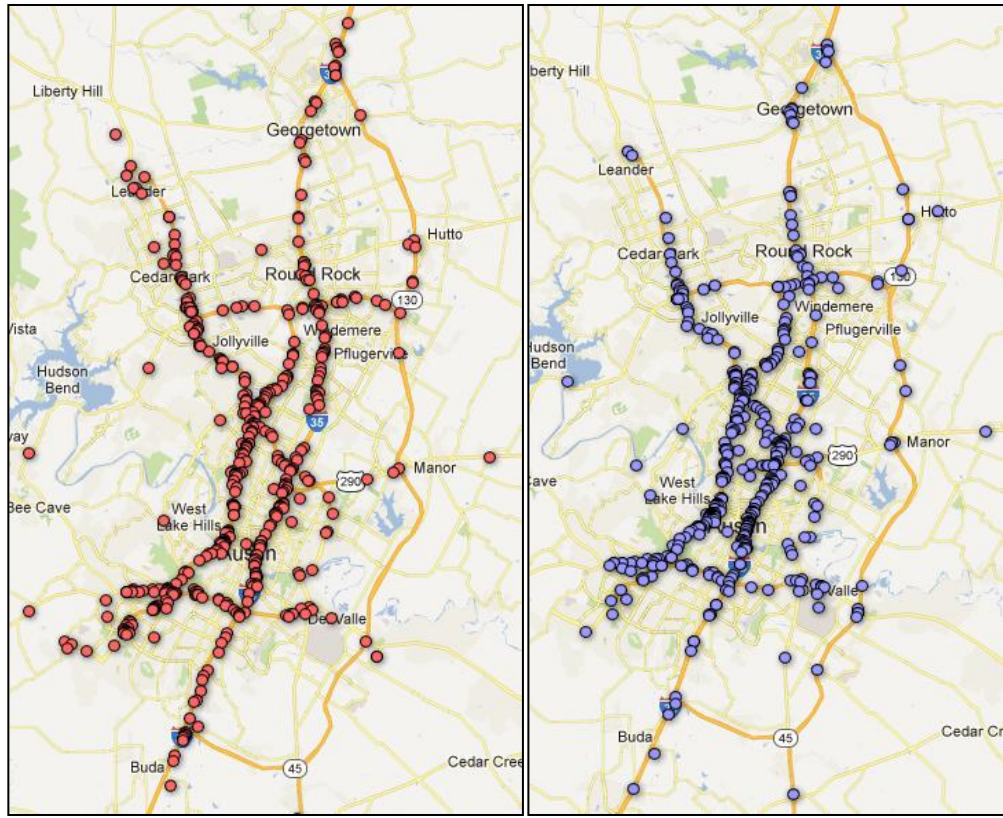 Liberty Hill
Georgetown
Leander
Hutto
Cedar Park
Round Rock
130
Vista
Jollyville
Windemere
Pflugerville
Hudson
Bend
35
way
Manor
290
Bee Cave
West
Lake Hills
Austin
Del Valle
Buda
45
Cedar Cree
berty Hill
Georgetown
Leander
Hutto
Cedar Park
Round Rock
130
Jollyville
Windemere
Vista
Pflugerville
Hudson
Bend
Manor
290
Cave
West
Lake Hills
Austin
Del Valle
Buda
45
Cedar Cr